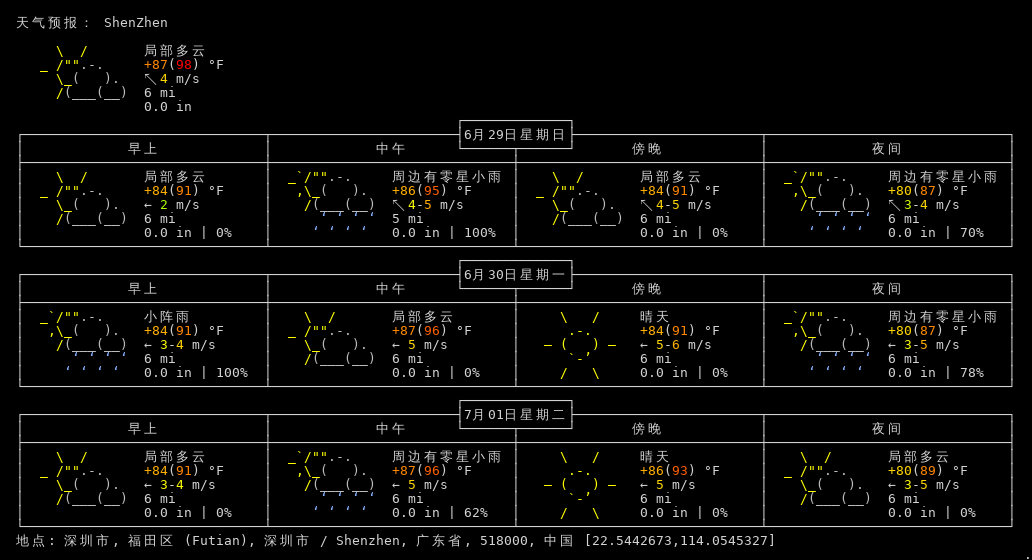 天气预报： ShenZhen
局部多云
+87(98) °F
↖ 4 m/s
6 mi
0.0 in
6月29日星期日
早上 中午 傍晚 夜间
局部多云 周边有零星小雨 局部多云 周边有零星小雨
+84(91) °F +86(95) °F +84(91) °F +80(87) °F
← 2 m/s ↖ 4-5 m/s ↖ 4-5 m/s ↖ 3-4 m/s
6 mi 5 mi 6 mi 6 mi
0.0 in | 0% 0.0 in | 100% 0.0 in | 0% 0.0 in | 70%
6月30日星期一
早上 中午 傍晚 夜间
小阵雨 局部多云 晴天 周边有零星小雨
+84(91) °F +87(96) °F +84(91) °F +80(87) °F
← 3-4 m/s ← 5 m/s ← 5-6 m/s ← 3-5 m/s
6 mi 6 mi 6 mi 6 mi
0.0 in | 100% 0.0 in | 0% 0.0 in | 0% 0.0 in | 78%
7月01日星期二
早上 中午 傍晚 夜间
局部多云 周边有零星小雨 晴天 局部多云
+84(91) °F +87(96) °F +86(93) °F +80(89) °F
← 3-4 m/s ← 5 m/s ← 5 m/s ← 3-5 m/s
6 mi 6 mi 6 mi 6 mi
0.0 in | 0% 0.0 in | 62% 0.0 in | 0% 0.0 in | 0%
地点: 深圳市, 福田区 (Futian), 深圳市 / Shenzhen, 广东省, 518000, 中国 [22.5442673,114.0545327]